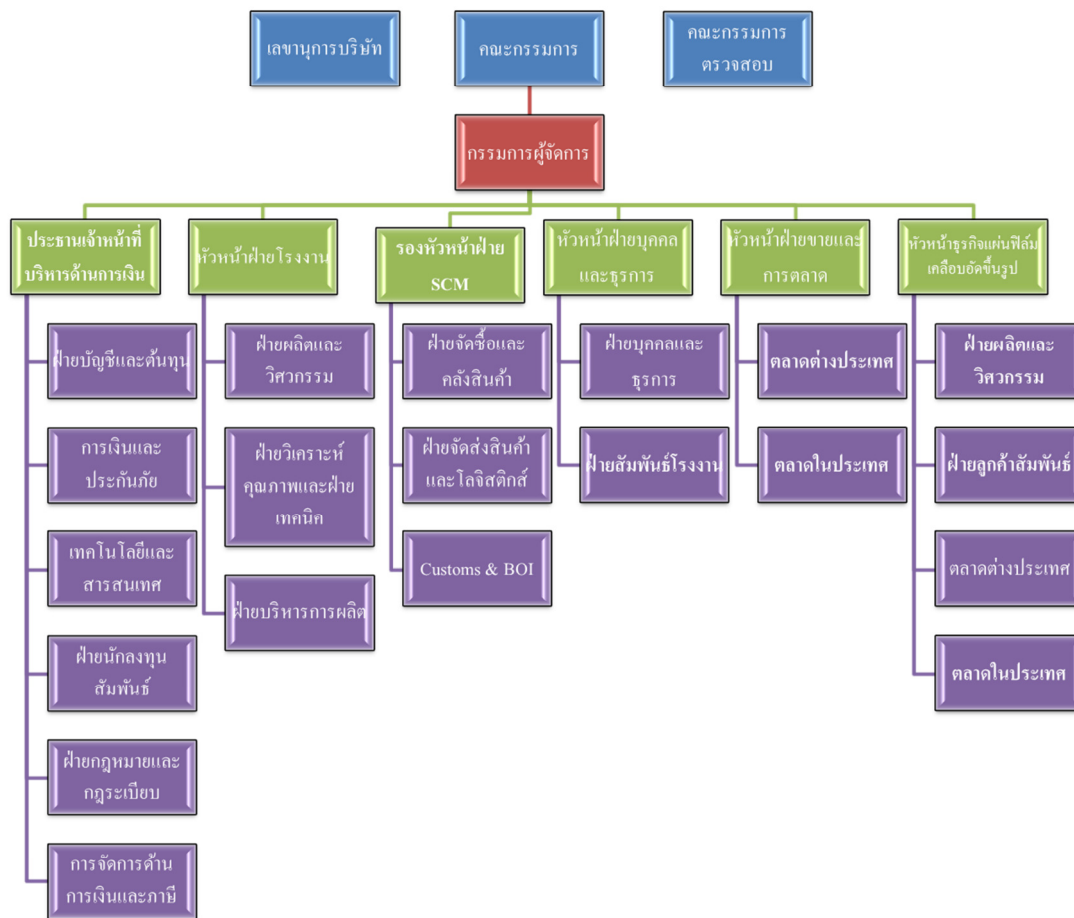 เลขานุการบริษัท
คณะกรรมการ
คณะกรรมการ
ตรวจสอบ
กรรมการผู้จัดการ
ประธานเจ้าหน้าที่
บริหารด้านการเงิน
หัวหน้าฝ่ายโรงงาน
รองหัวหน้าฝ่าย
SCM
หัวหน้าฝ่ายบุคคล
และธุรการ
หัวหน้าฝ่ายขายและ
การตลาด
หัวหน้าธุรกิจแผ่นฟิล์ม
เคลือบอัดขึ้นรูป
ฝ่ายบัญชีและต้นทุน
การเงินและ
ประกันภัย
เทคโนโลยีและ
สารสนเทศ
ฝ่ายนักลงทุน
สัมพันธ์
ฝ่ายกฎหมายและ
กฎระเบียบ
การจัดการด้าน
การเงินและภาษี
ฝ่ายผลิตและ
วิศวกรรม
ฝ่ายวิเคราะห์
คุณภาพและฝ่าย
เทคนิค
ฝ่ายบริหารการผลิต
ฝ่ายจัดซื้อและ
คลังสินค้า
ฝ่ายจัดส่งสินค้า
และโลจิสติกส์
Customs & BOI
ฝ่ายบุคคลและ
ธุรการ
ฝ่ายสัมพันธ์โรงงาน
ตลาดต่างประเทศ
ตลาดในประเทศ
ฝ่ายผลิตและ
วิศวกรรม
ฝ่ายลูกค้าสัมพันธ์
ตลาดต่างประเทศ
ตลาดในประเทศ